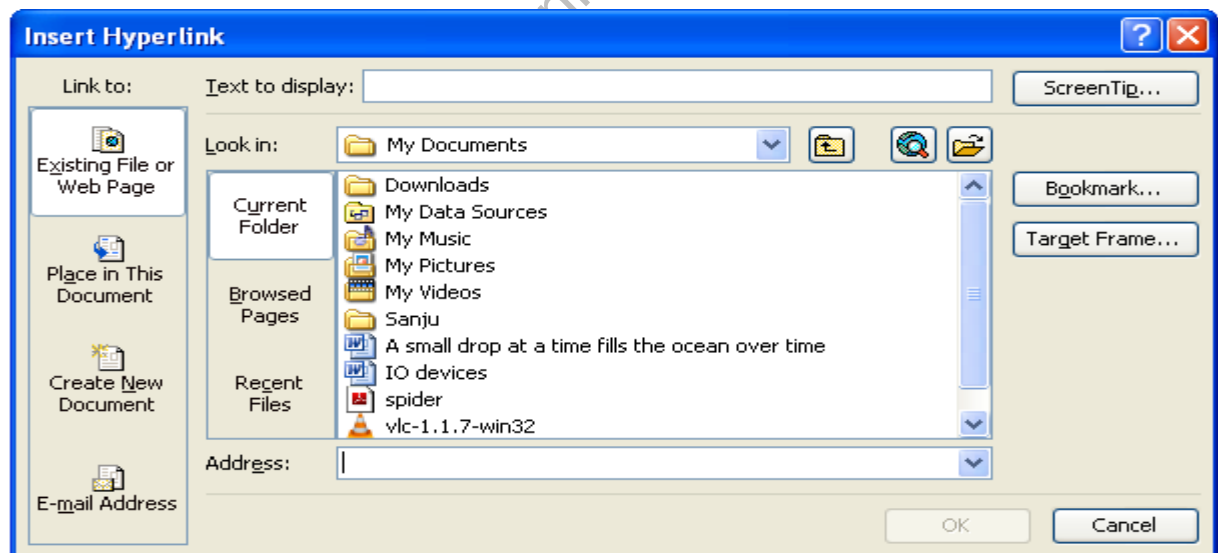 Insert Hyperlink
Link to:
Text to display:
ScreenTip...
Existing File or
Web Page
Look in:
My Documents
Current
Folder
Browsed
Pages
Recent
Files
Downloads
My Data Sources
My Music
My Pictures
My Videos
Sanju
A small drop at a time fills the ocean over time
IO devices
spider
vlc-1.1.7-win32
Bookmark...
Target Frame...
Place in This
Document
Create New
Document
E-mail Address
Address:
OK
Cancel